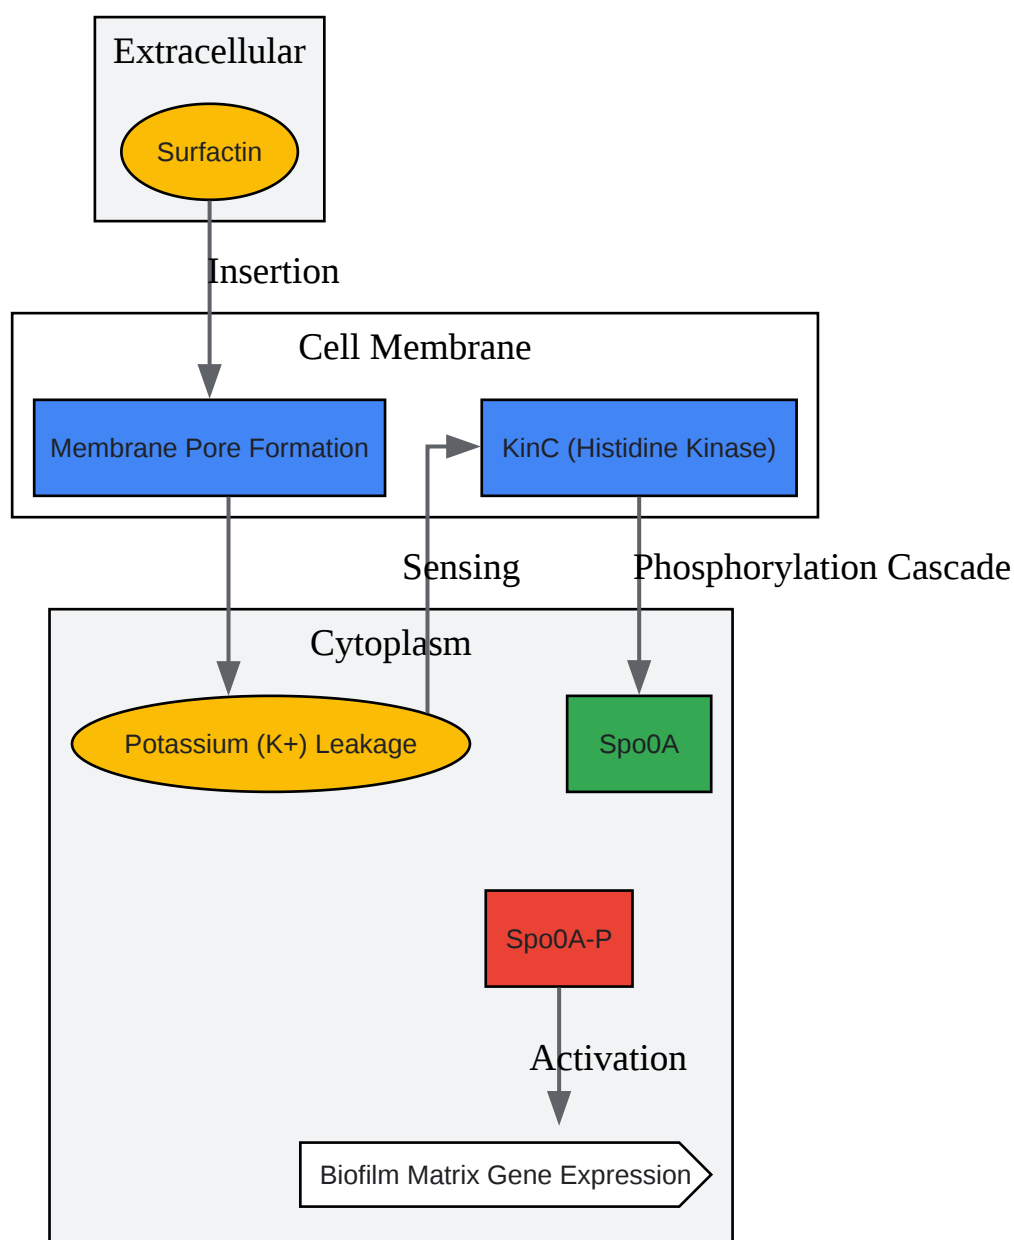 Extracellular
Surfactin
Insertion
Cell Membrane
Membrane Pore Formation
KinC (Histidine Kinase)
Sensing
Phosphorylation Cascade
Cytoplasm
Potassium (K+) Leakage
Spo0A
Spo0A-P
Activation
Biofilm Matrix Gene Expression